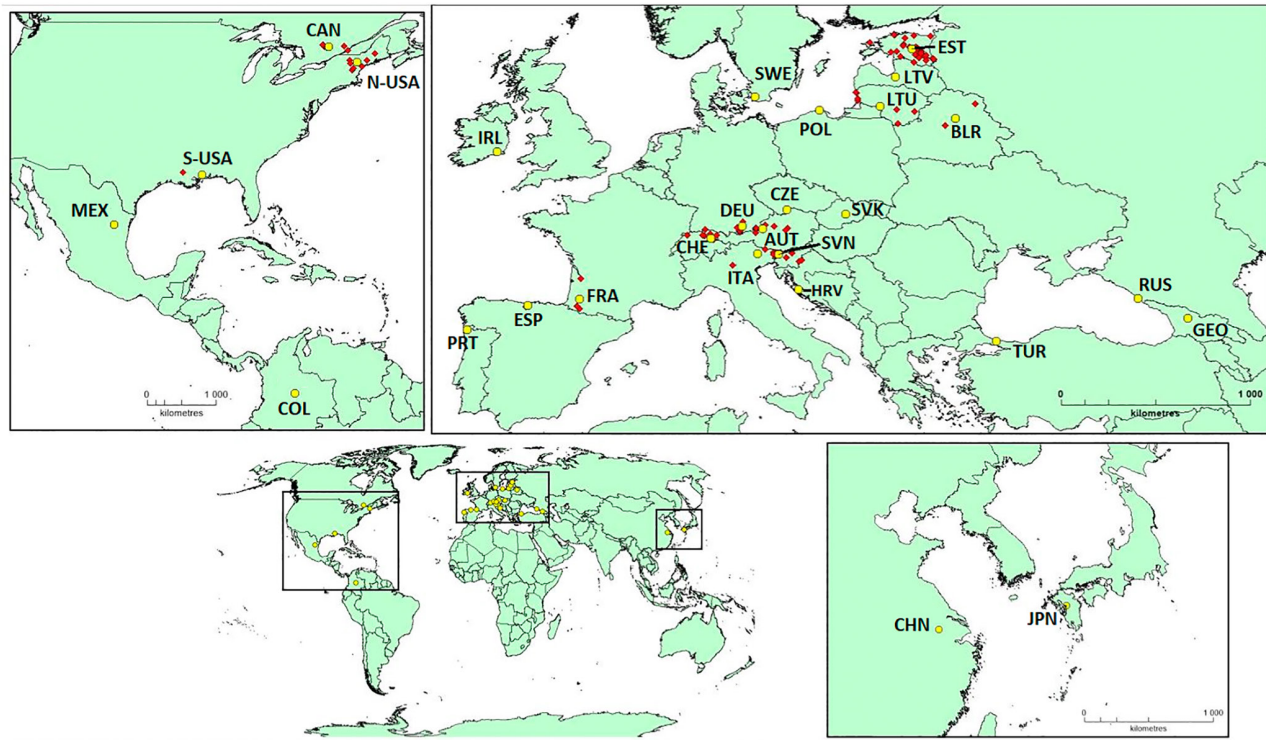 CAN
N-USA
S-USA
MEX
COL
0 1 000
kilometres
EST
LTV
SWE
LTU
POL
BLR
IRL
CZE
SVK
DEU
CHE
AUT
SVN
ITA
HRV
FRA
ESP
PRT
RUS
GEO
TUR
0 1 000
kilometres
CHN
JPN
0 1 000
kilometres